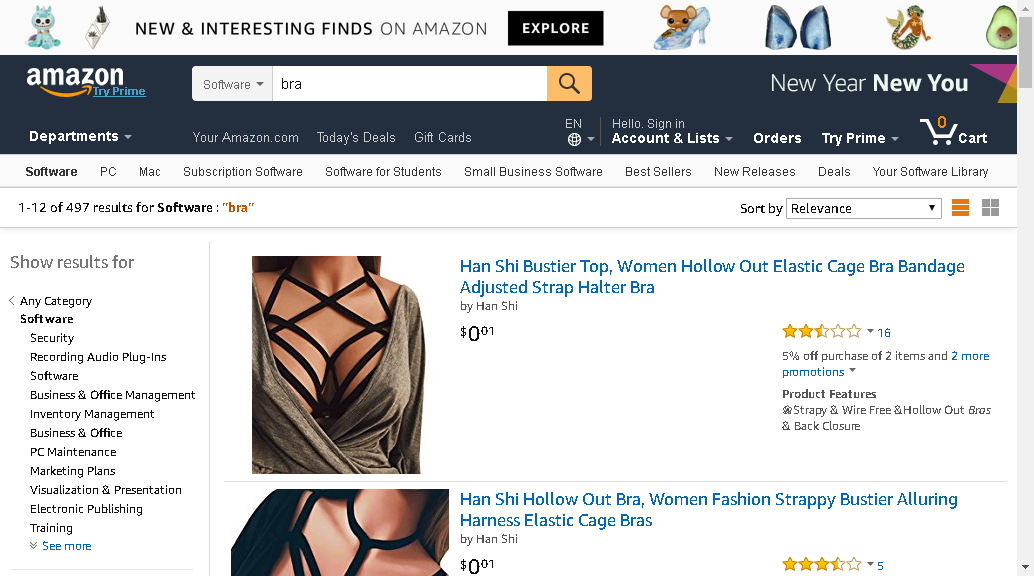 NEW & INTERESTING FINDS ON AMAZON EXPLORE
amazon
Try Prime
Software bra
New Year New You
Departments
Your Amazon.com Today's Deals Gift Cards
EN
Hello. Sign in
Account & Lists
Orders
Try Prime
0
Cart
Software PC Mac Subscription Software Software for Students Small Business Software Best Sellers New Releases Deals Your Software Library
1-12 of 497 results for Software : "bra"
Sort by Relevance
Show results for
Any Category
Software
Security
Recording Audio Plug-Ins
Software
Business & Office Management
Inventory Management
Business & Office
PC Maintenance
Marketing Plans
Visualization & Presentation
Electronic Publishing
Training
See more
Han Shi Bustier Top, Women Hollow Out Elastic Cage Bra Bandage
Adjusted Strap Halter Bra
by Han Shi
$0.01
16
5% off purchase of 2 items and 2 more
promotions
Product Features
❀Strapy & Wire Free &Hollow Out Bras
& Back Closure
Han Shi Hollow Out Bra, Women Fashion Strappy Bustier Alluring
Harness Elastic Cage Bras
by Han Shi
$0.01
5